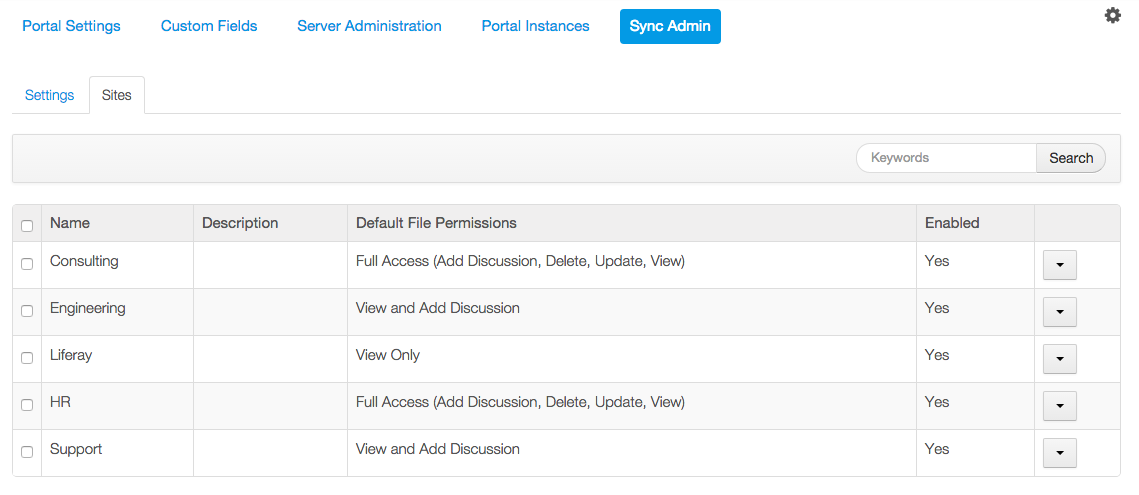 Portal Settings Custom Fields Server Administration Portal Instances Sync Admin
Settings Sites
Keywords Search
Name Description Default File Permissions Enabled
Consulting Full Access (Add Discussion, Delete, Update, View) Yes
Engineering View and Add Discussion Yes
Liferay View Only Yes
HR Full Access (Add Discussion, Delete, Update, View) Yes
Support View and Add Discussion Yes